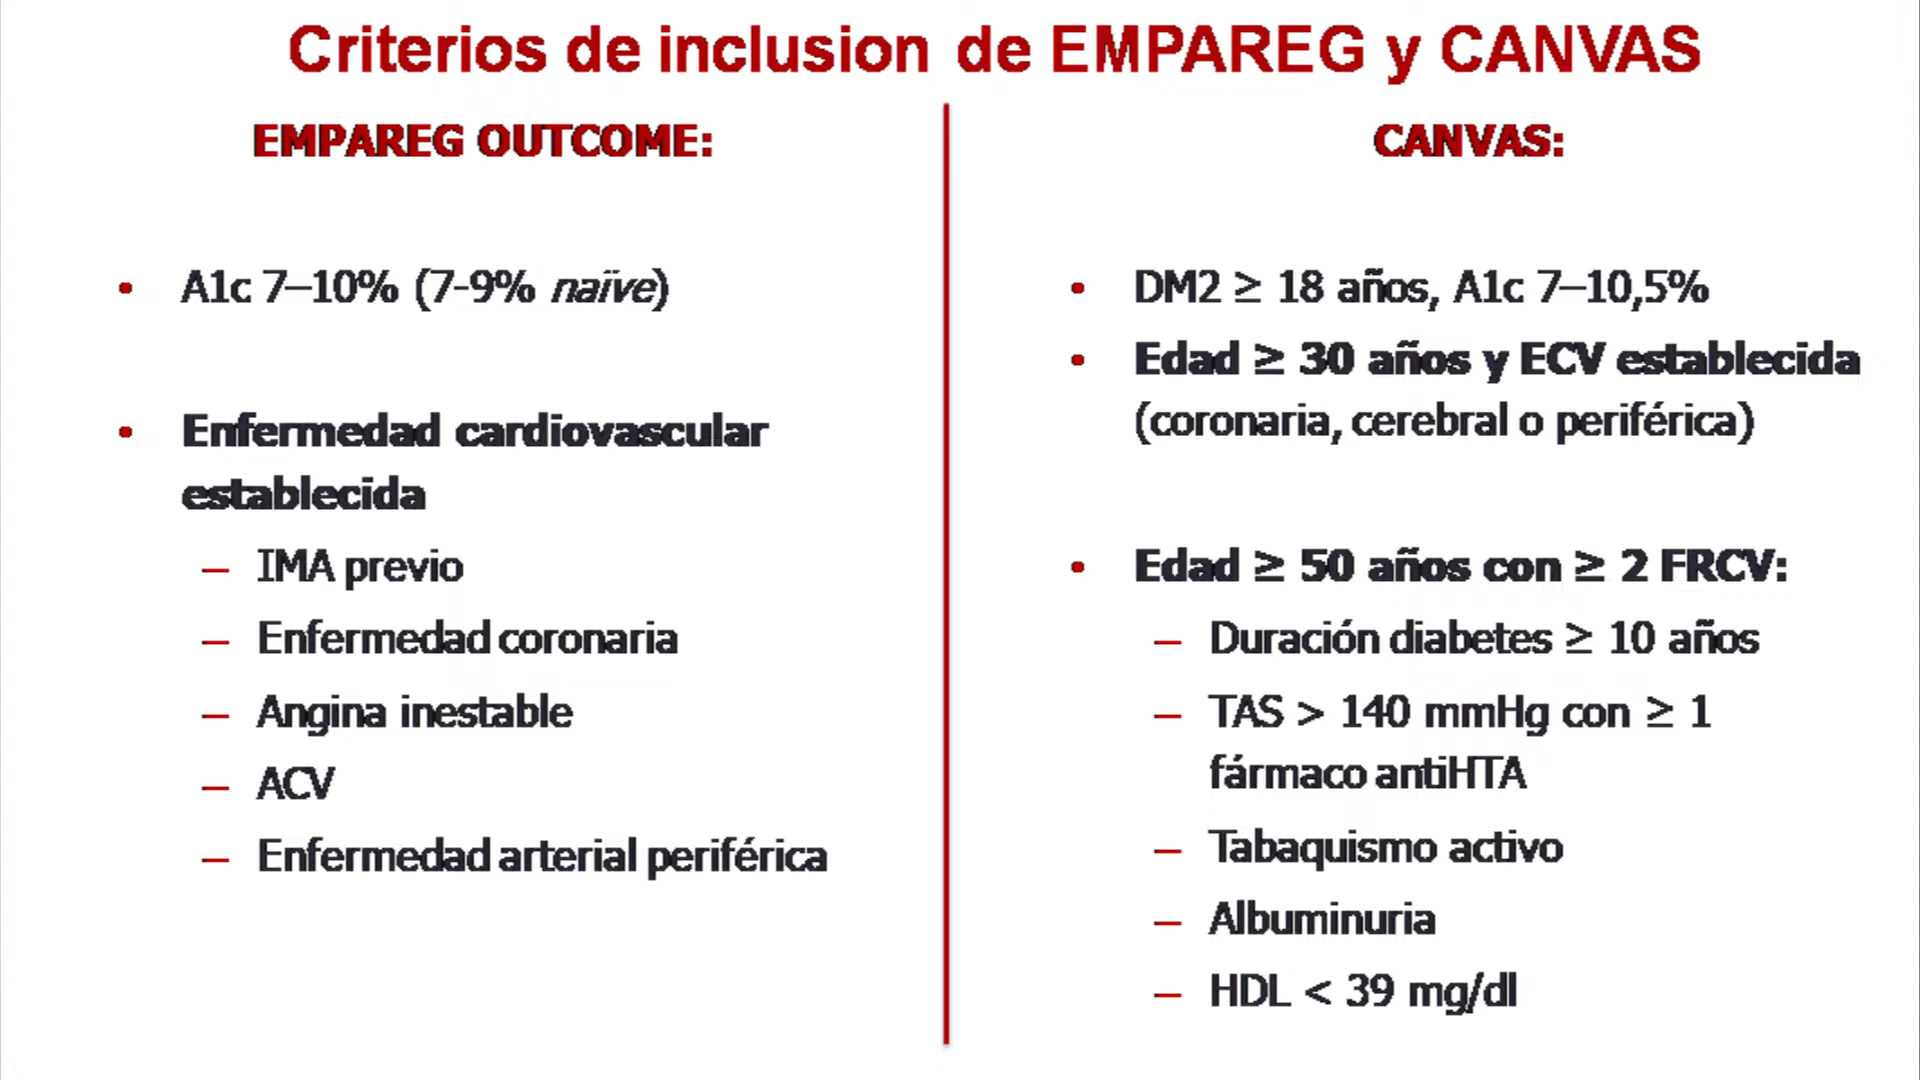 Criterios de inclusion de EMPAREG y CANVAS
EMPAREG OUTCOME:
• A1c 7–10% (7-9% naïve)
• Enfermedad cardiovascular
establecida
– IMA previo
– Enfermedad coronaria
– Angina inestable
– ACV
– Enfermedad arterial periférica
CANVAS:
• DM2 ≥ 18 años, A1c 7–10,5%
• Edad ≥ 30 años y ECV establecida
(coronaria, cerebral o periférica)
• Edad ≥ 50 años con ≥ 2 FRCV:
– Duración diabetes ≥ 10 años
– TAS > 140 mmHg con ≥ 1
fármaco antiHTA
– Tabaquismo activo
– Albuminuria
– HDL < 39 mg/dl